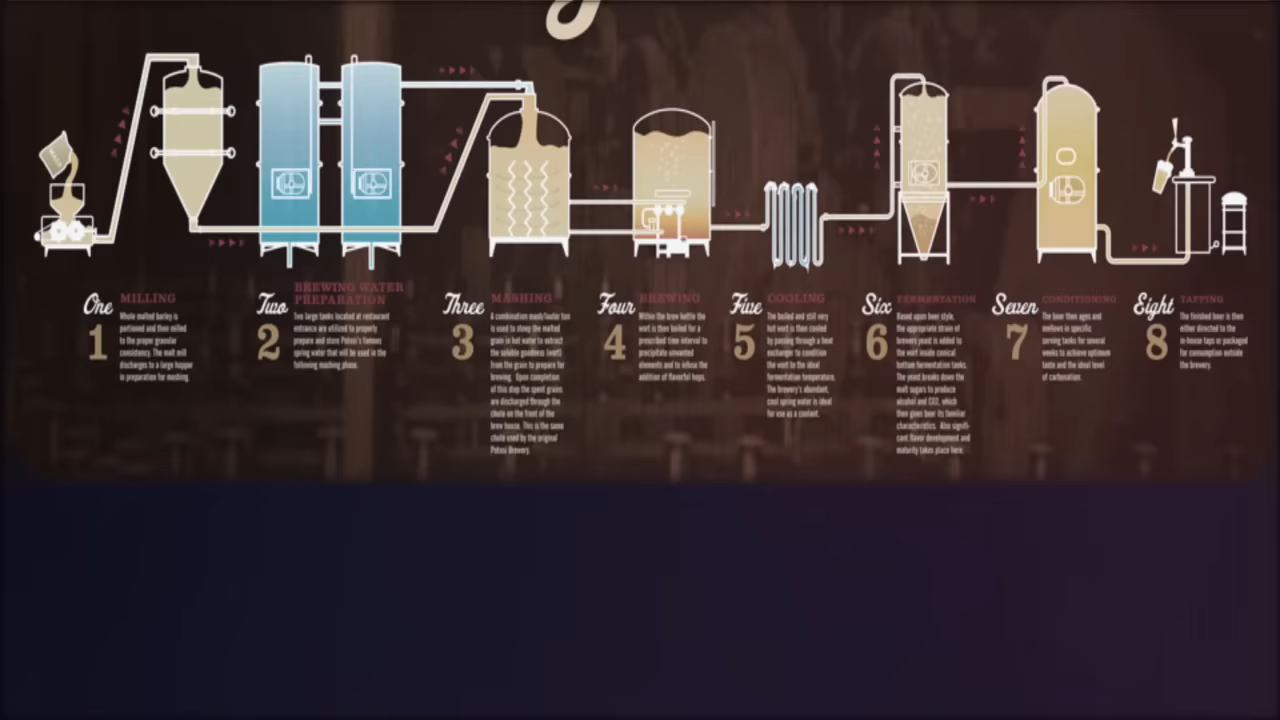 One
MILLING
1
Whole malted barley is
portioned and then milled
to the proper granular
consistency. The malt mill
discharges to a large hopper
in preparation for mashing.
Two
BREWING WATER
PREPARATION
2
Two large tanks located at restaurant
entrance are utilized to properly
prepare and store Potosi's famous
spring water that will be used in the
following mashing phase.
Three
MASHING
3
A combination mash/lauter tun
is used to steep the malted
grain in hot water to extract
the soluble goodness (wort)
from the grain to prepare for
brewing. Upon completion
of this step the spent grains
are discharged through the
chute on the front of the
brew house. This is the same
chute used by the original
Potosi Brewery.
Four
BREWING
4
Within the brew kettle the
wort is then boiled for a
prescribed time interval to
precipitate unwanted
elements and to infuse the
addition of flavorful hops.
Five
COOLING
5
The boiled and still very
hot wort is then cooled
by passing through a heat
exchanger to condition
the wort to the ideal
fermentation temperature.
The brewery's abundant,
cool spring water is ideal
for use as a coolant.
Six
FERMENTATION
6
Based upon beer style,
the appropriate strain of
brewers yeast is added to
the wort inside conical
bottom fermentation tanks.
The yeast breaks down the
malt sugars to produce
alcohol and CO2, which
then gives beer its familiar
characteristics. Also signifi-
cant flavor development and
maturity takes place here.
Seven
CONDITIONING
7
The beer then ages and
mellows in specific
serving tanks for several
weeks to achieve optimum
taste and the ideal level
of carbonation.
Eight
TAPPING
8
The finished beer is then
either directed to the
in-house taps or packaged
for consumption outside
the brewery.